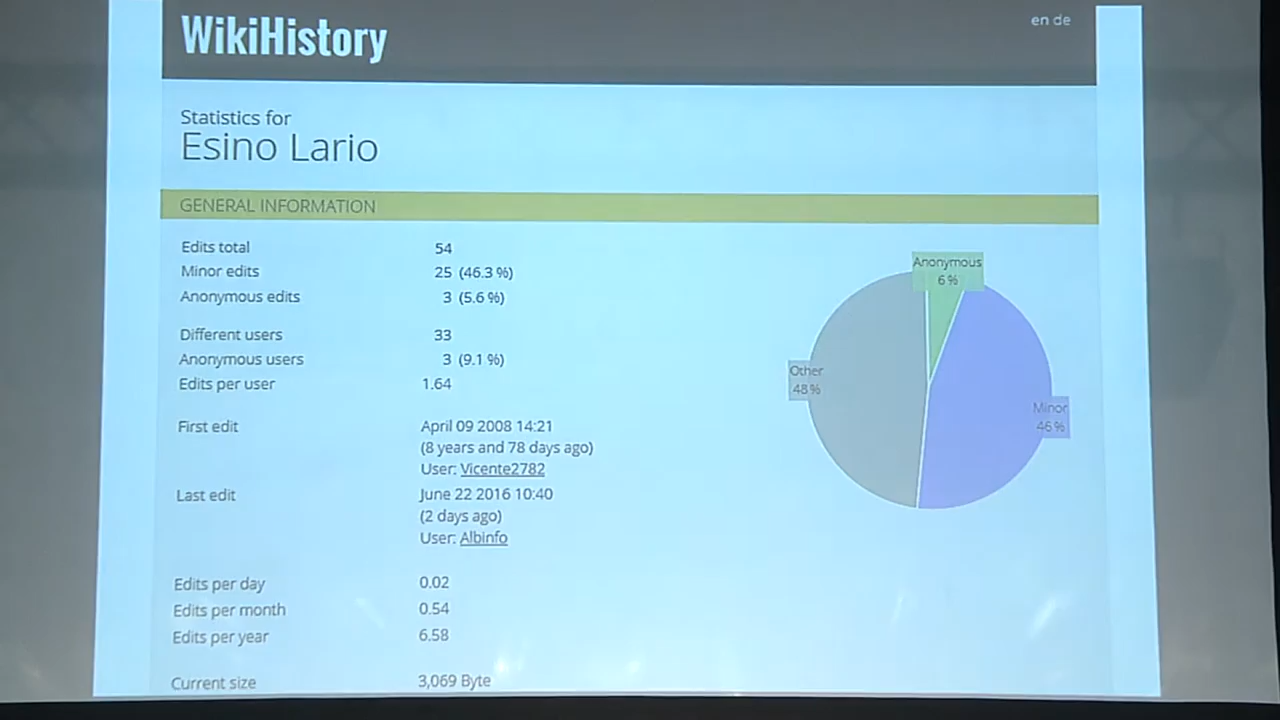 WikiHistory
en de
Statistics for
Esino Lario
GENERAL INFORMATION
Edits total 54
Minor edits 25 (46.3 %)
Anonymous edits 3 (5.6 %)
Different users 33
Anonymous users 3 (9.1 %)
Edits per user 1.64
First edit April 09 2008 14:21
(8 years and 78 days ago)
User: Vicente2782
Last edit June 22 2016 10:40
(2 days ago)
User: Albinfo
Edits per day 0.02
Edits per month 0.54
Edits per year 6.58
Current size 3,069 Byte
Anonymous
6 %
Other
48 %
Minor
46 %